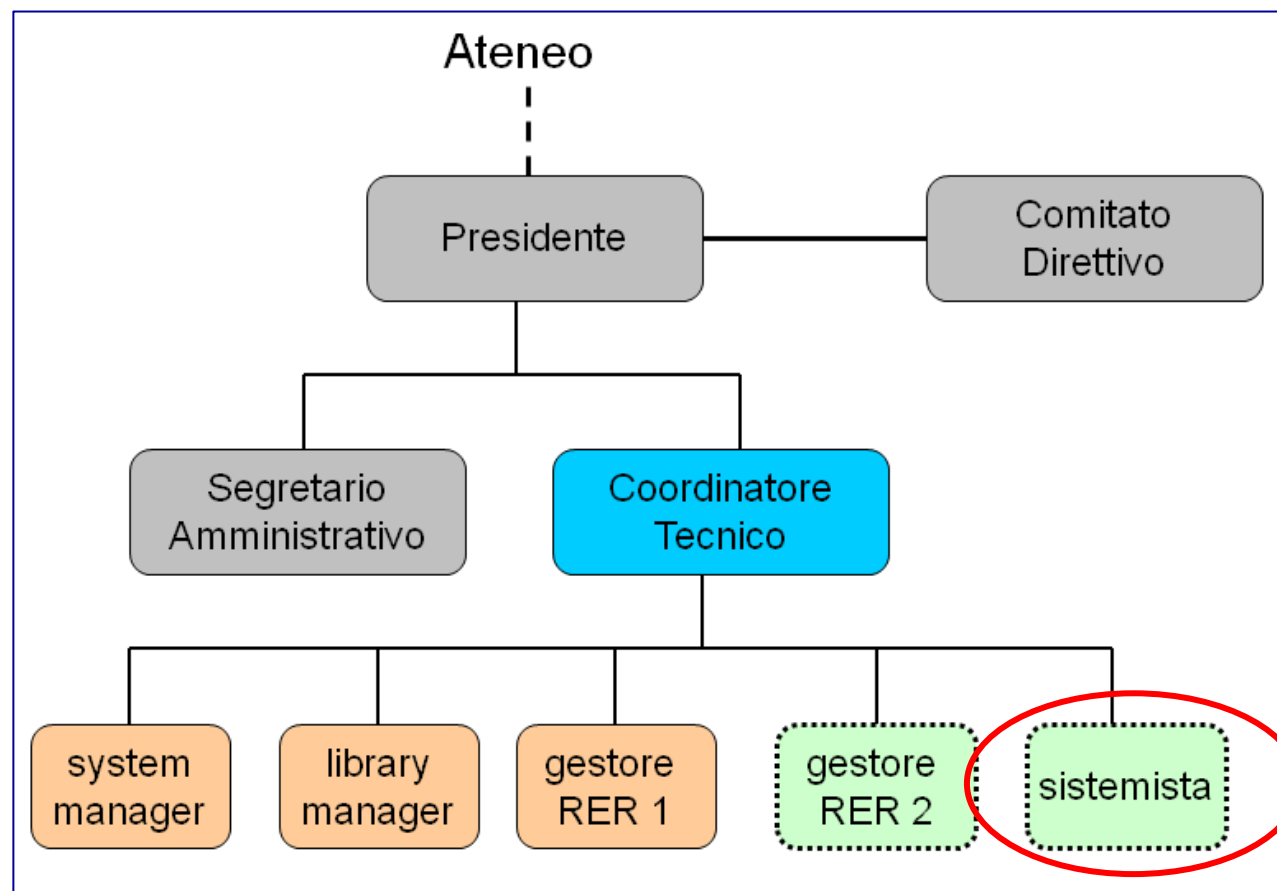 Ateneo
Presidente
Comitato
Direttivo
Segretario
Amministrativo
Coordinatore
Tecnico
system
manager
library
manager
gestore
RER 1
gestore
RER 2
sistemista